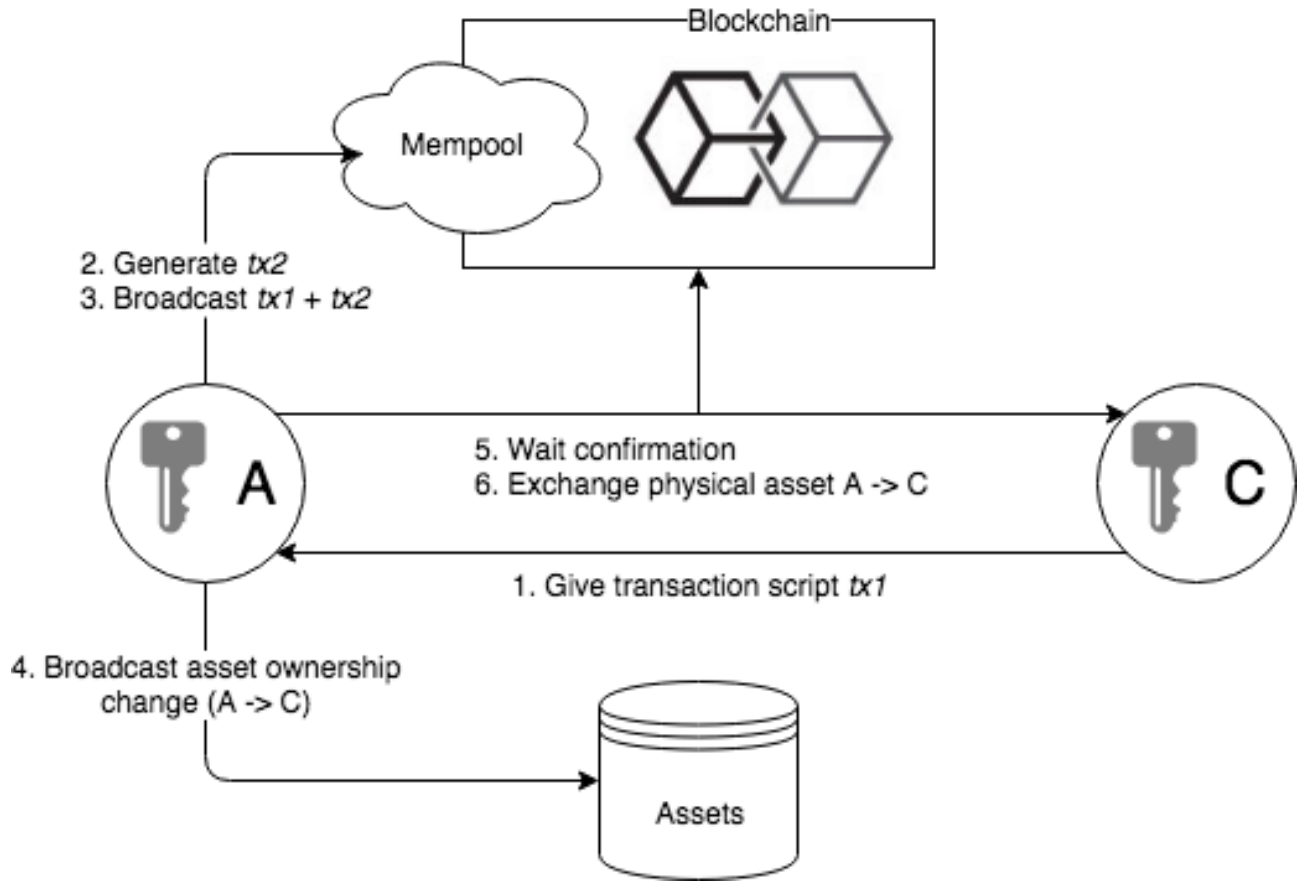 Blockchain
Mempool
2. Generate tx2
3. Broadcast tx1 + tx2
A
5. Wait confirmation
6. Exchange physical asset A -> C
C
1. Give transaction script tx1
4. Broadcast asset ownership
change (A -> C)
Assets